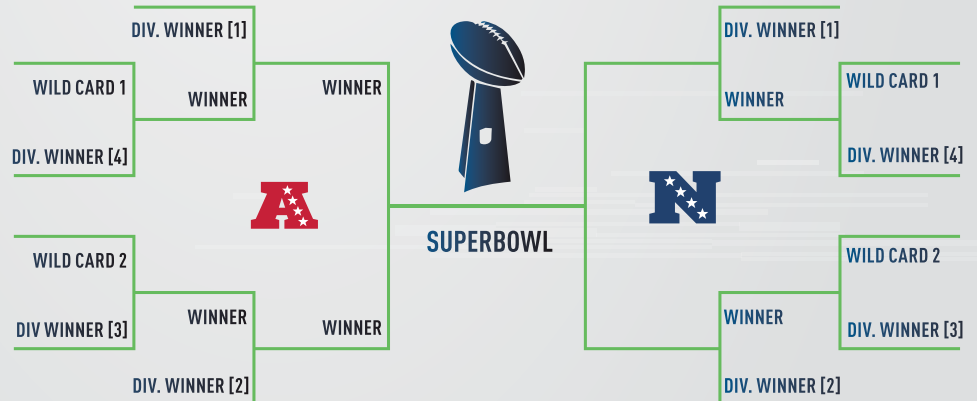 DIV. WINNER [1]
WILD CARD 1
WINNER
WINNER
DIV. WINNER [4]
A
WILD CARD 2
WINNER
DIV WINNER [3]
WINNER
DIV. WINNER [2]
SUPERBOWL
DIV. WINNER [1]
WILD CARD 1
WINNER
DIV. WINNER [4]
N
WILD CARD 2
WINNER
DIV. WINNER [3]
DIV. WINNER [2]